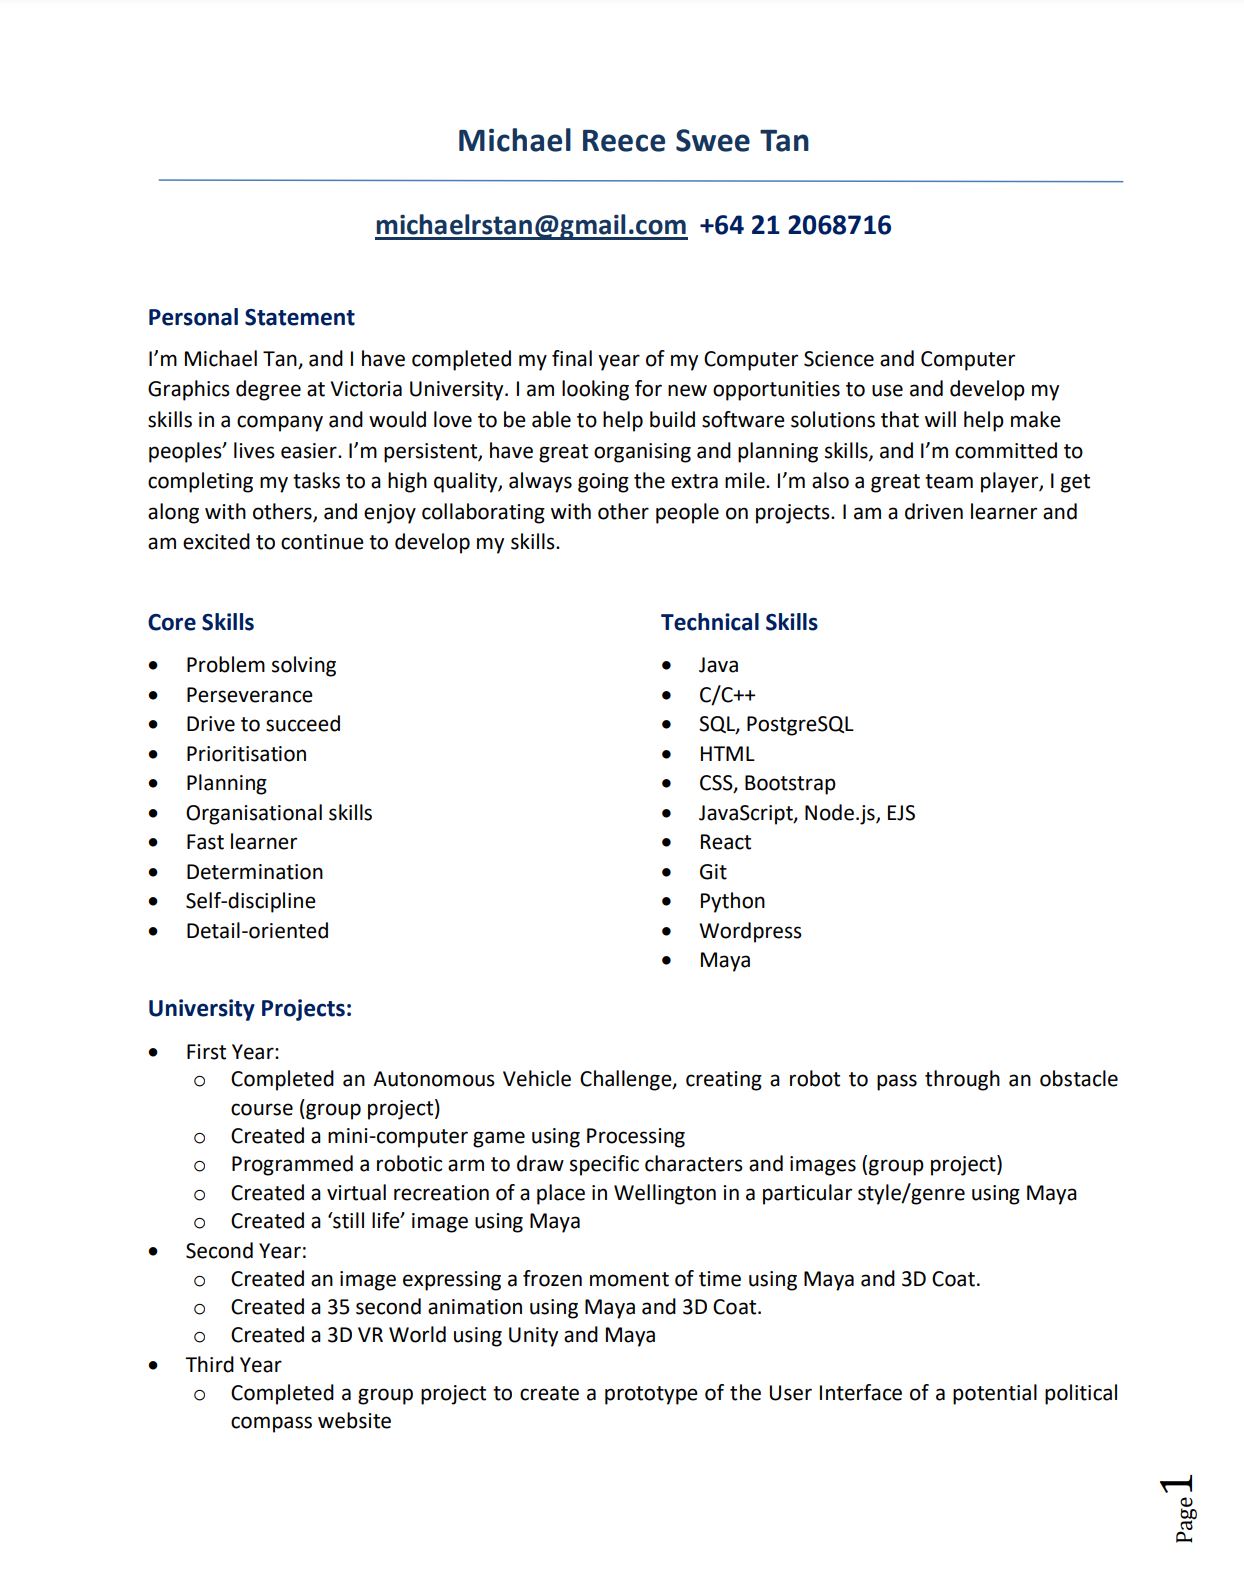 Michael Reece Swee Tan
michaelrstan@gmail.com +64 21 2068716
Personal Statement
I’m Michael Tan, and I have completed my final year of my Computer Science and Computer
Graphics degree at Victoria University. I am looking for new opportunities to use and develop my
skills in a company and would love to be able to help build software solutions that will help make
peoples’ lives easier. I’m persistent, have great organising and planning skills, and I’m committed to
completing my tasks to a high quality, always going the extra mile. I’m also a great team player, I get
along with others, and enjoy collaborating with other people on projects. I am a driven learner and
am excited to continue to develop my skills.
Core Skills
• Problem solving
• Perseverance
• Drive to succeed
• Prioritisation
• Planning
• Organisational skills
• Fast learner
• Determination
• Self-discipline
• Detail-oriented
Technical Skills
• Java
• C/C++
• SQL, PostgreSQL
• HTML
• CSS, Bootstrap
• JavaScript, Node.js, EJS
• React
• Git
• Python
• Wordpress
• Maya
University Projects:
• First Year:
o Completed an Autonomous Vehicle Challenge, creating a robot to pass through an obstacle
course (group project)
o Created a mini-computer game using Processing
o Programmed a robotic arm to draw specific characters and images (group project)
o Created a virtual recreation of a place in Wellington in a particular style/genre using Maya
o Created a ‘still life’ image using Maya
• Second Year:
o Created an image expressing a frozen moment of time using Maya and 3D Coat.
o Created a 35 second animation using Maya and 3D Coat.
o Created a 3D VR World using Unity and Maya
• Third Year
o Completed a group project to create a prototype of the User Interface of a potential political
compass website
Page 1